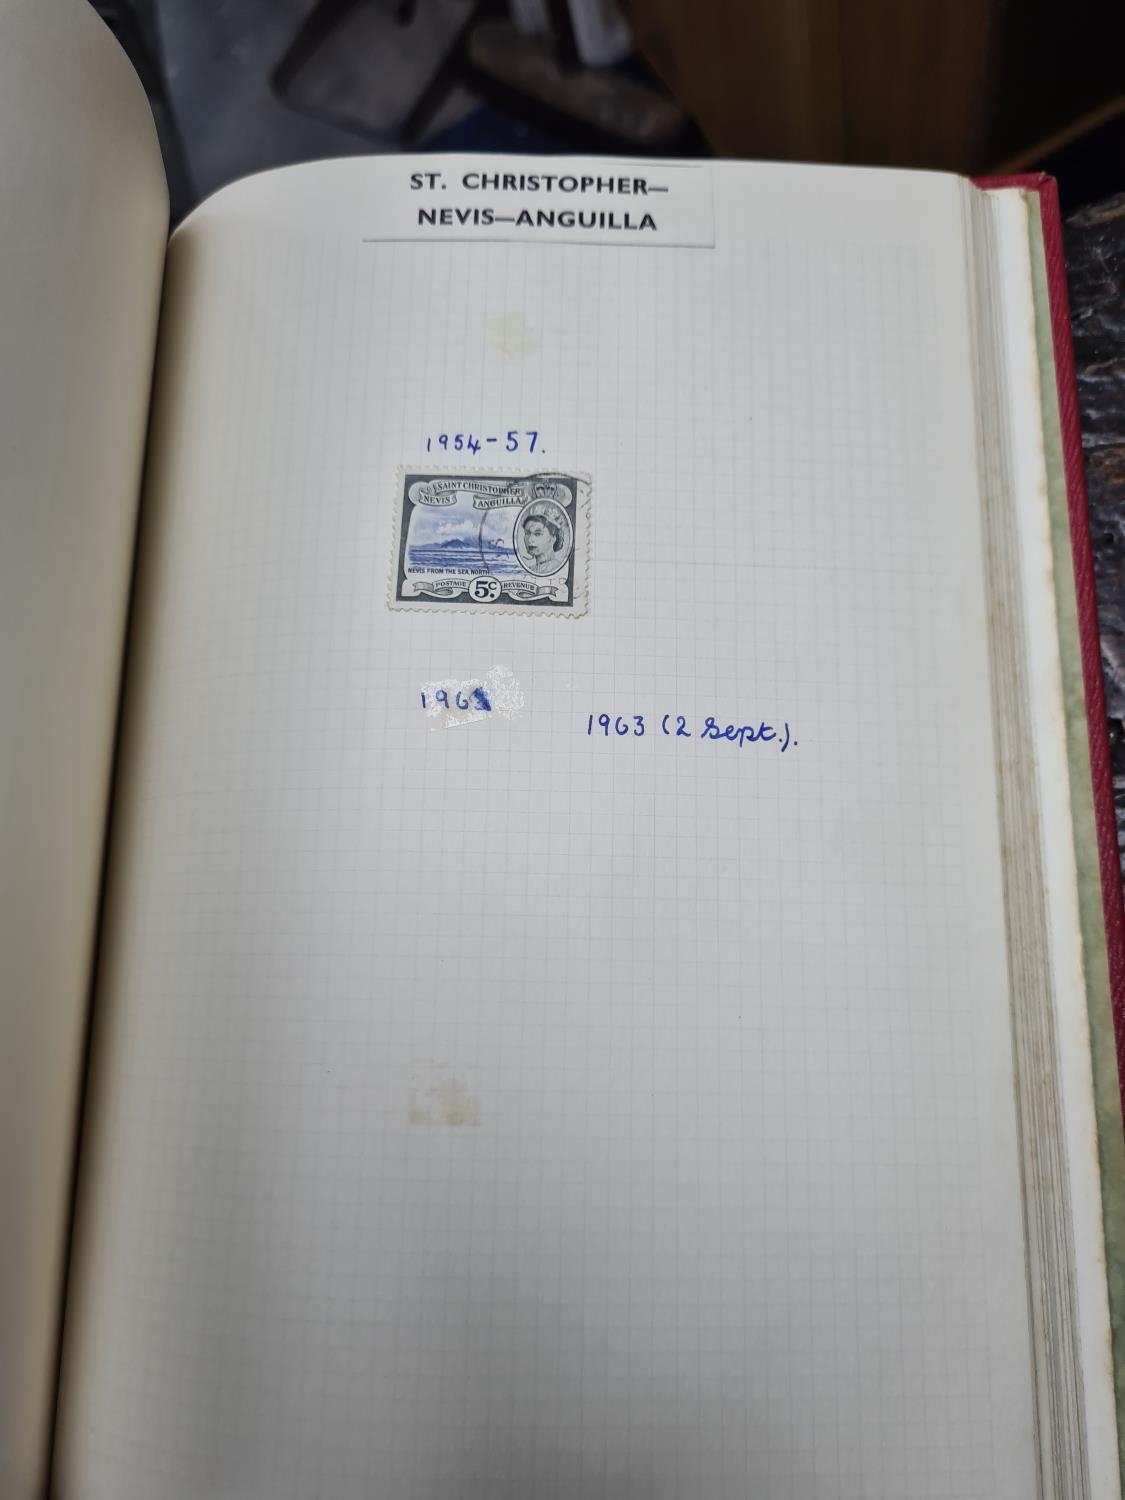 ST. CHRISTOPHER—
NEVIS—ANGUILLA
1954-57.
SAINT CHRISTOPHER
NEVIS ANGUILLA
NEVIS FROM THE SEA, NORTH
POSTAGE 5c. REVENUE
196
1963 (2 Sept.).